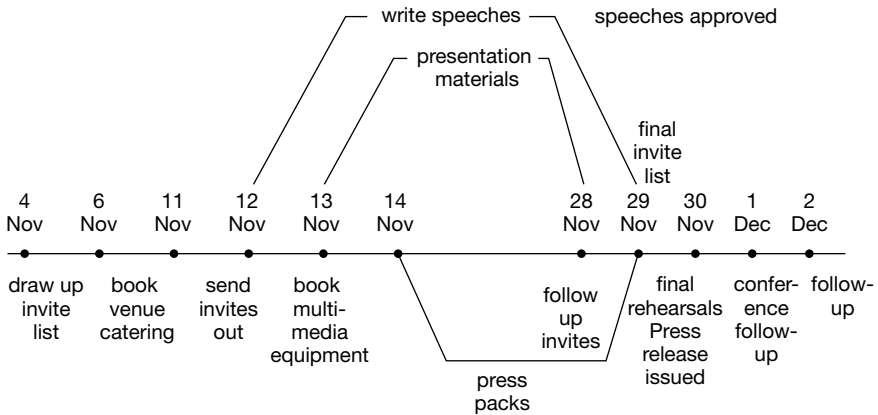 write speeches
speeches approved
presentation
materials
final
invite
list
4
Nov
6
Nov
11
Nov
12
Nov
13
Nov
14
Nov
28
Nov
29
Nov
30
Nov
1
Dec
2
Dec
draw up
invite
list
book
venue
catering
send
invites
out
book
multi-
media
equipment
follow
up
invites
final
rehearsals
Press
release
issued
confer-
ence
follow-
up
follow-
up
press
packs